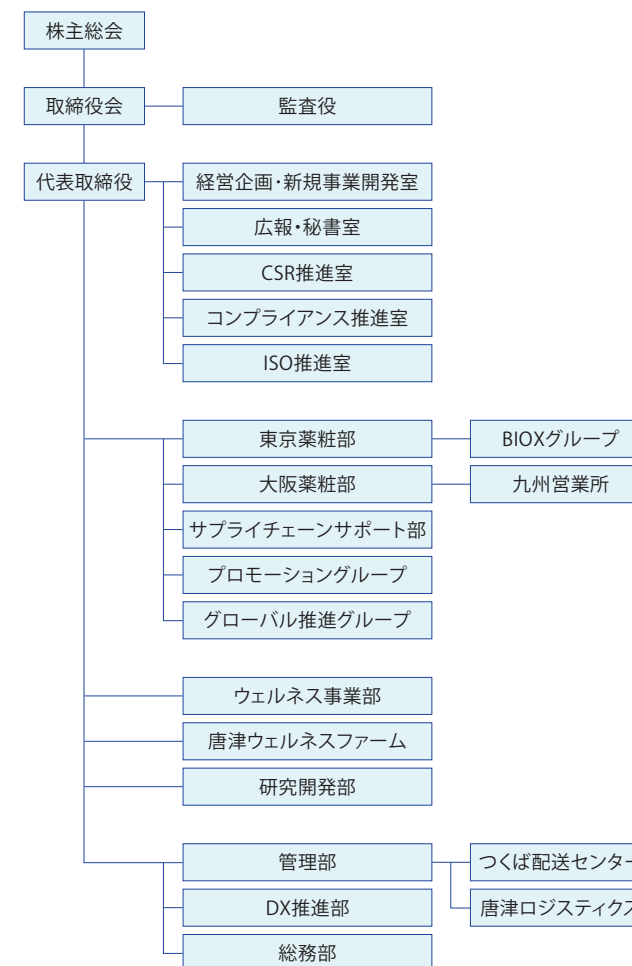 株主総会
取締役会
監査役
代表取締役
経営企画・新規事業開発室
広報・秘書室
CSR推進室
コンプライアンス推進室
ISO推進室
東京薬粧部
BIOXグループ
大阪薬粧部
九州営業所
サプライチェーンサポート部
プロモーショングループ
グローバル推進グループ
ウェルネス事業部
唐津ウェルネスファーム
研究開発部
管理部
つくば配送センター
DX推進部
唐津ロジスティクス
総務部